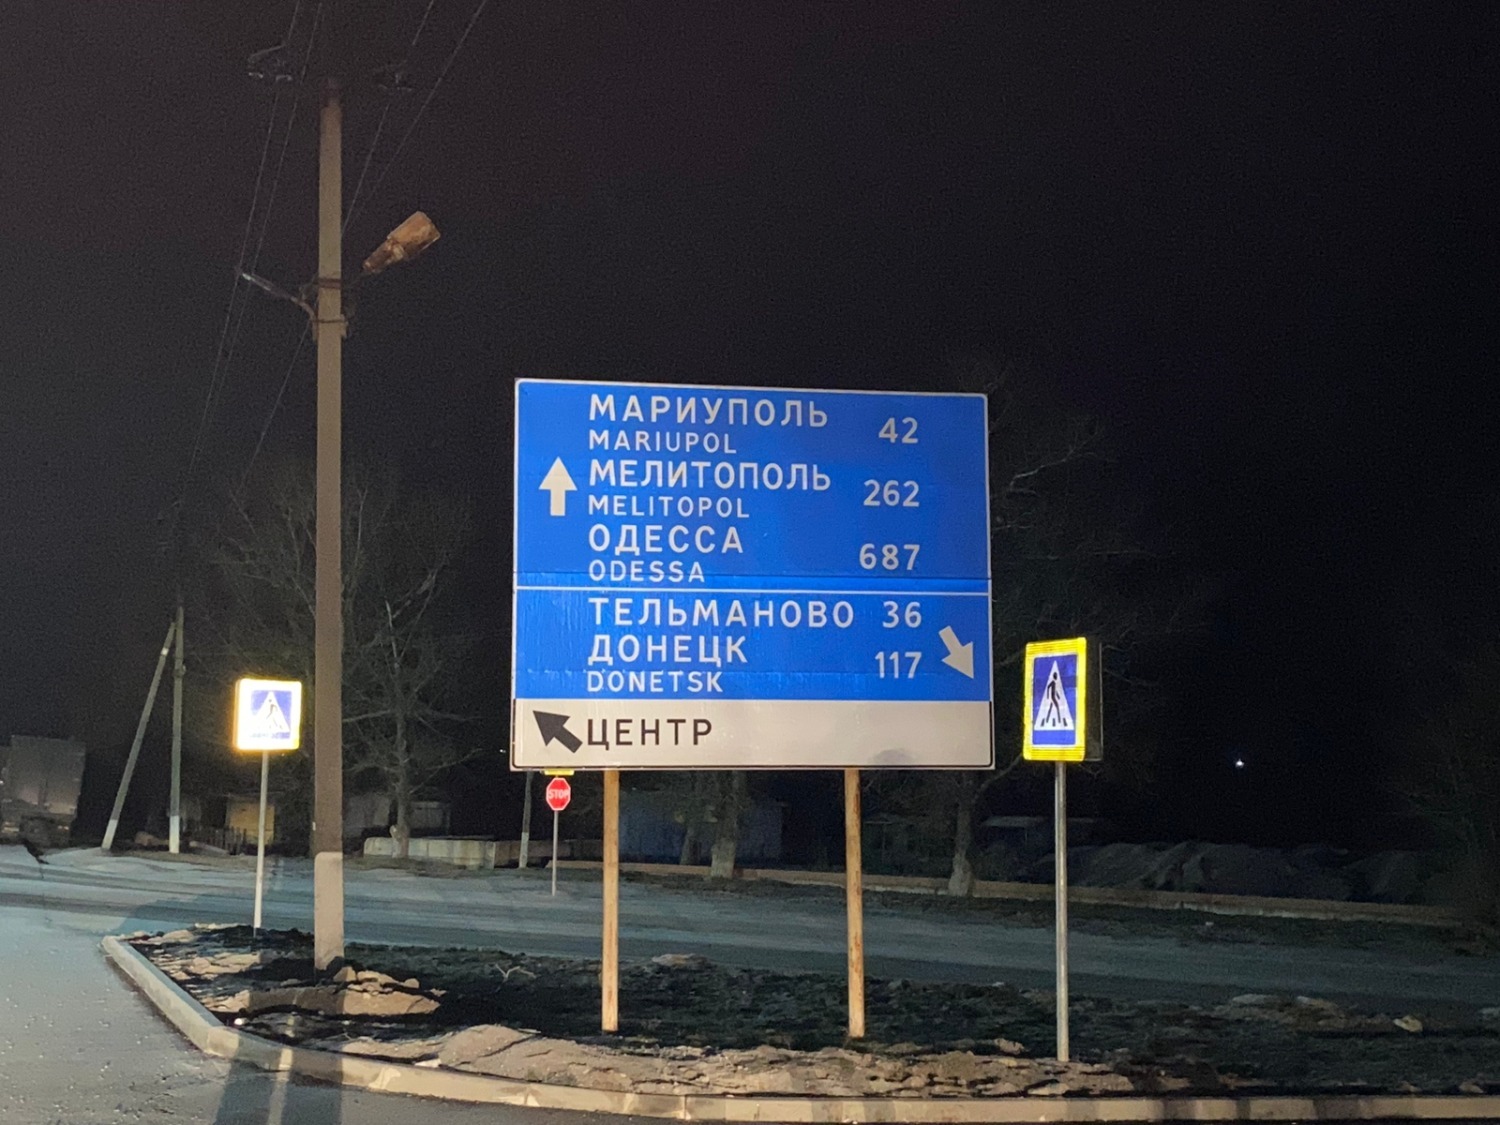 МАРИУПОЛЬ 42
MARIUPOL
МЕЛИТОПОЛЬ 262
MELITOPOL
ОДЕССА 687
ODESSA
ТЕЛЬМАНОВО 36
ДОНЕЦК 117
DONETSK
ЦЕНТР
STOP